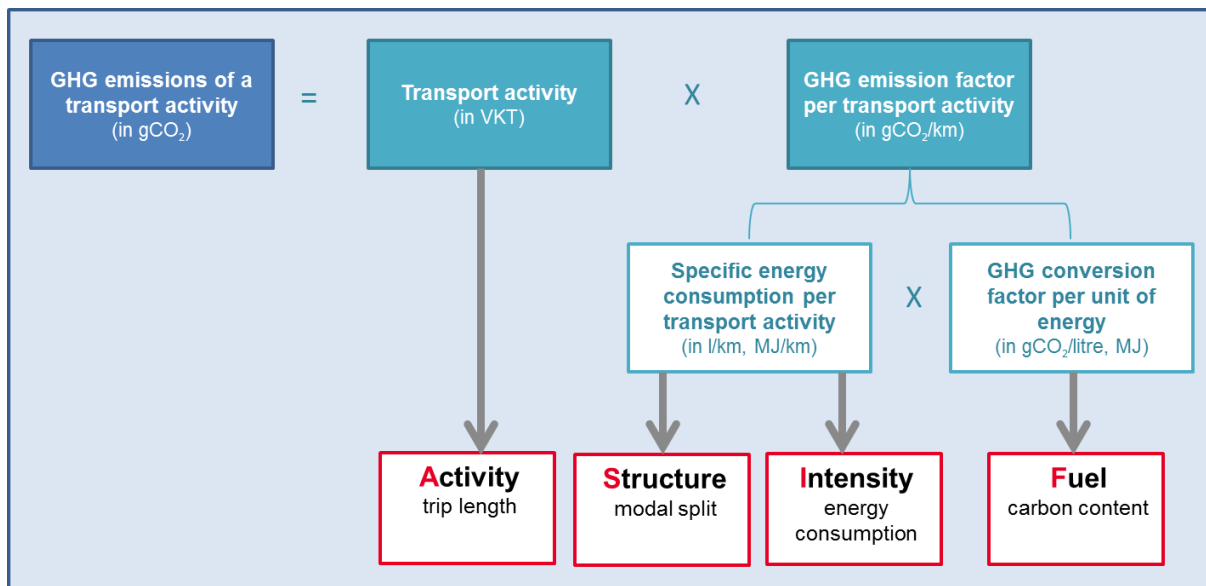 GHG emissions of a
transport activity
(in gCO₂)
=
Transport activity
(in VKT)
X
GHG emission factor
per transport activity
(in gCO₂/km)
Specific energy
consumption per
transport activity
(in l/km, MJ/km)
X
GHG conversion
factor per unit of
energy
(in gCO₂/litre, MJ)
Activity
trip length
Structure
modal split
Intensity
energy
consumption
Fuel
carbon content